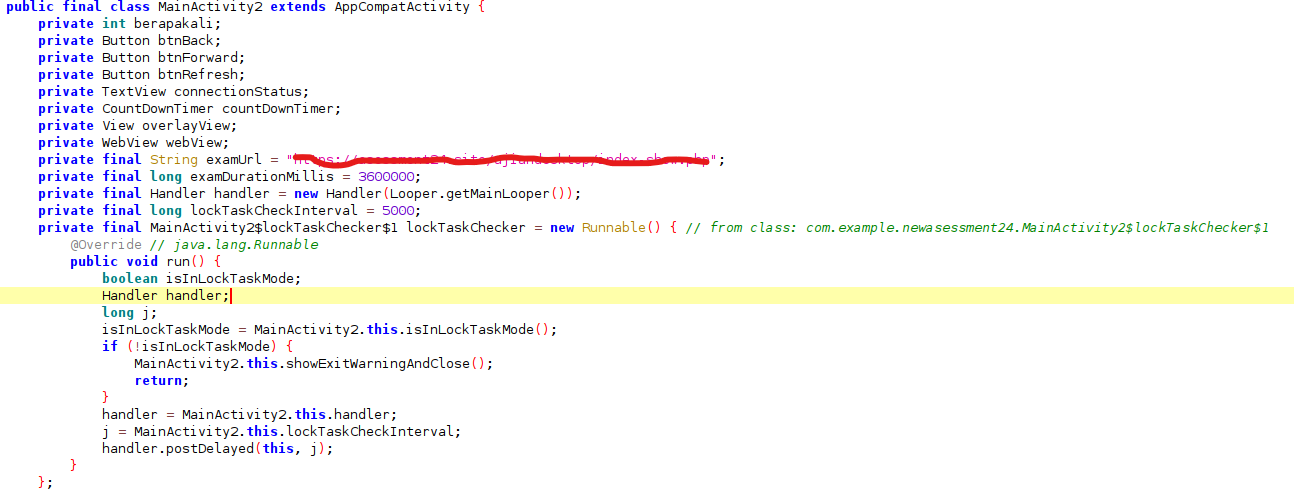 public final class MainActivity2 extends AppCompatActivity {
    private int berapakali;
    private Button btnBack;
    private Button btnForward;
    private Button btnRefresh;
    private TextView connectionStatus;
    private CountDownTimer countDownTimer;
    private View overlayView;
    private WebView webView;
    private final String examUrl = "";
    private final long examDurationMillis = 3600000;
    private final Handler handler = new Handler(Looper.getMainLooper());
    private final long lockTaskCheckInterval = 5000;
    private final MainActivity2$lockTaskChecker$1 lockTaskChecker = new Runnable() { // from class: com.example.newasessment24.MainActivity2$lockTaskChecker$1
        @Override // java.lang.Runnable
        public void run() {
            boolean isInLockTaskMode;
            Handler handler;
            long j;
            isInLockTaskMode = MainActivity2.this.isInLockTaskMode();
            if (!isInLockTaskMode) {
                MainActivity2.this.showExitWarningAndClose();
                return;
            }
            handler = MainActivity2.this.handler;
            j = MainActivity2.this.lockTaskCheckInterval;
            handler.postDelayed(this, j);
        }
    };